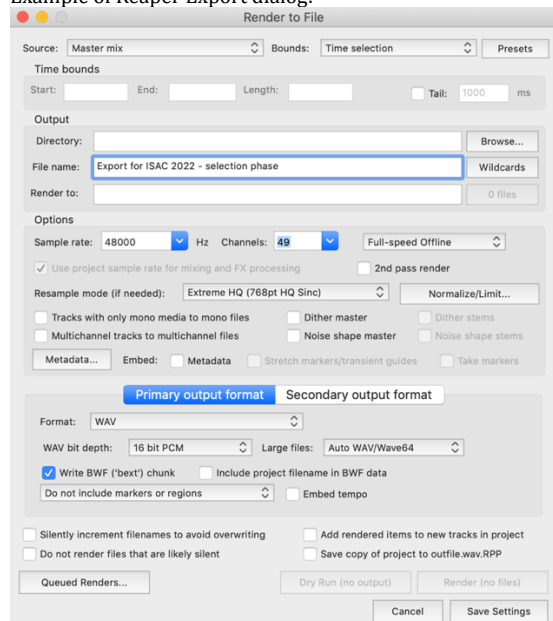 Example of Reaper Export dialog:
Render to File
Source: Master mix Bounds: Time selection Presets
Time bounds
Start: End: Length: Tail: 1000 ms
Output
Directory: Browse...
File name: Export for ISAC 2022 - selection phase Wildcards
Render to: 0 files
Options
Sample rate: 48000 Hz Channels: 49 Full-speed Offline
Use project sample rate for mixing and FX processing 2nd pass render
Resample mode (if needed): Extreme HQ (768pt HQ Sinc) Normalize/Limit...
Tracks with only mono media to mono files Dither master Dither stems
Multichannel tracks to multichannel files Noise shape master Noise shape stems
Metadata... Embed: Metadata Stretch markers/transient guides Take markers
Primary output format Secondary output format
Format: WAV
WAV bit depth: 16 bit PCM Large files: Auto WAV/Wave64
Write BWF ('bext') chunk Include project filename in BWF data
Do not include markers or regions Embed tempo
Silently increment filenames to avoid overwriting Add rendered items to new tracks in project
Do not render files that are likely silent Save copy of project to outfile.wav.RPP
Queued Renders... Dry Run (no output) Render (no files)
Cancel Save Settings